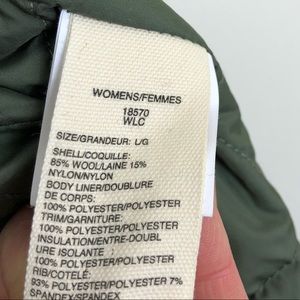 WOMENS/FEMMES
18570
WLC
SIZE/GRANDEUR: L/G
SHELL/COQUILLE:
85% WOOL/LAINE 15%
NYLON/NYLON
BODY LINER/DOUBLURE
DE CORPS:
100% POLYESTER/POLYESTER
TRIM/GARNITURE:
100% POLYESTER/POLYESTER
INSULATION/ENTRE-DOUBL
URE ISOLANTE :
100% POLYESTER/POLYESTER
RIB/COTELÉ:
93% POLYESTER/POLYESTER 7%
SPANDEX/SPANDEX